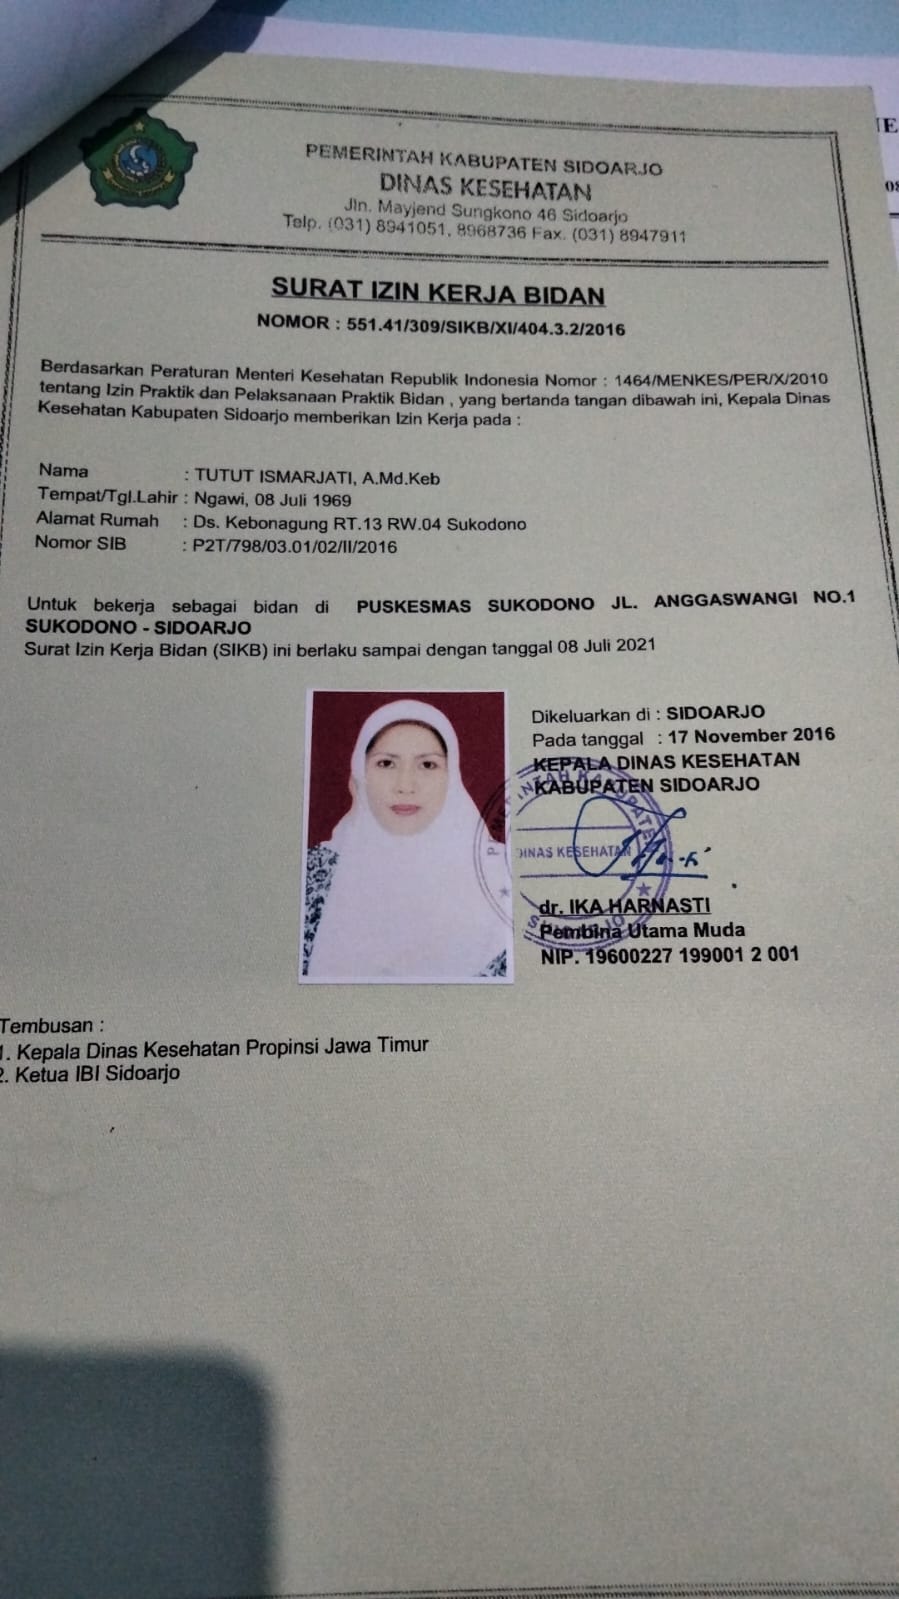 PEMERINTAH KABUPATEN SIDOARJO
DINAS KESEHATAN
Jln. Mayjend Sungkono 46 Sidoarjo
Telp. (031) 8941051, 8968736 Fax. (031) 8947911
SURAT IZIN KERJA BIDAN
NOMOR : 551.41/309/SIKB/XI/404.3.2/2016
Berdasarkan Peraturan Menteri Kesehatan Republik Indonesia Nomor : 1464/MENKES/PER/X/2010
tentang Izin Praktik dan Pelaksanaan Praktik Bidan , yang bertanda tangan dibawah ini, Kepala Dinas
Kesehatan Kabupaten Sidoarjo memberikan Izin Kerja pada :
Nama : TUTUT ISMARJATI, A.Md.Keb
Tempat/Tgl.Lahir : Ngawi, 08 Juli 1969
Alamat Rumah : Ds. Kebonagung RT.13 RW.04 Sukodono
Nomor SIB : P2T/798/03.01/02/II/2016
Untuk bekerja sebagai bidan di PUSKESMAS SUKODONO JL. ANGGASWANGI NO.1
SUKODONO - SIDOARJO
Surat Izin Kerja Bidan (SIKB) ini berlaku sampai dengan tanggal 08 Juli 2021
Dikeluarkan di : SIDOARJO
Pada tanggal : 17 November 2016
KEPALA DINAS KESEHATAN
KABUPATEN SIDOARJO
DINAS KESEHATAN
dr. IKA HARNASTI
Pembina Utama Muda
NIP. 19600227 199001 2 001
Tembusan :
1. Kepala Dinas Kesehatan Propinsi Jawa Timur
2. Ketua IBI Sidoarjo